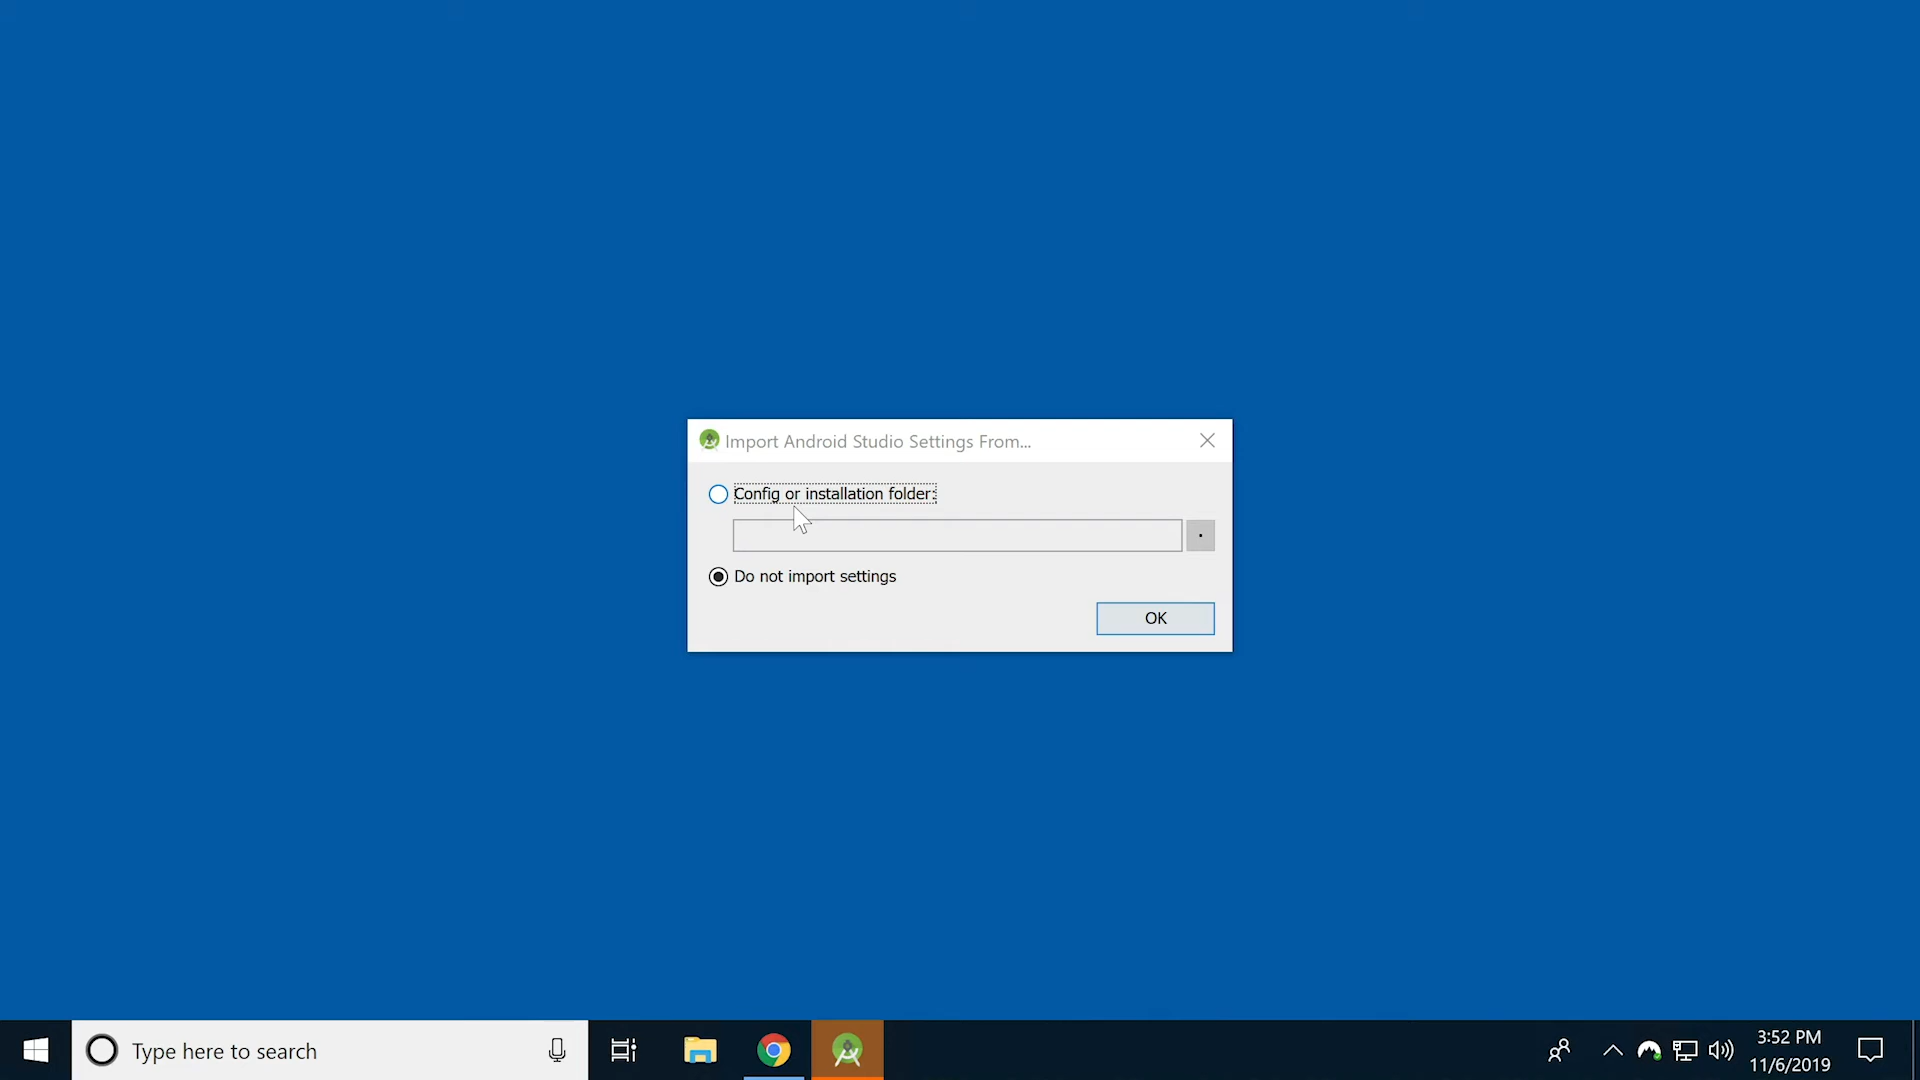 Import Android Studio Settings From...
Config or installation folder:
Do not import settings
OK
Type here to search
3:52 PM
11/6/2019